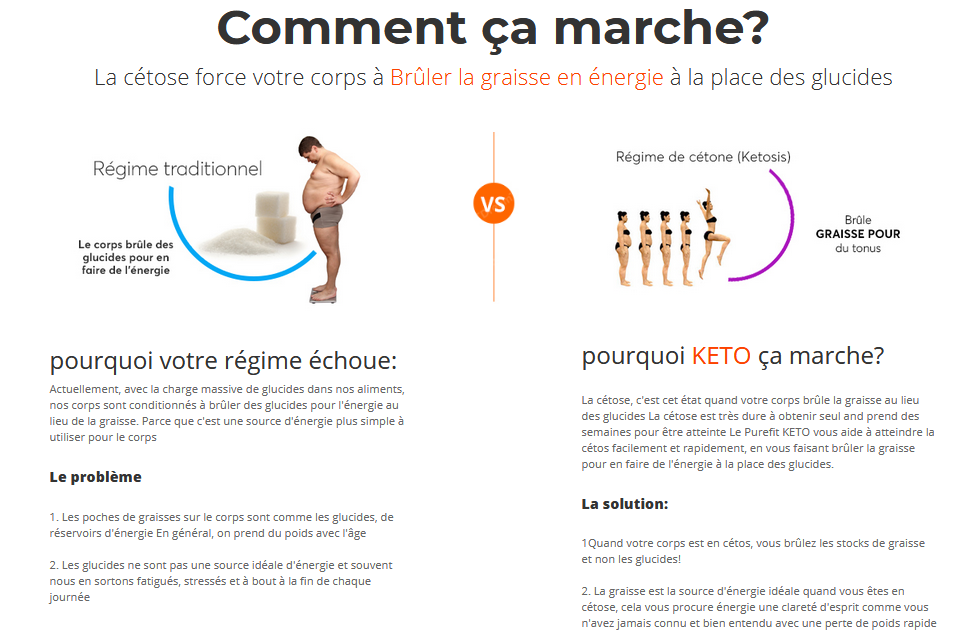 Comment ça marche?
La cétose force votre corps à Brûler la graisse en énergie à la place des glucides
Régime traditionnel
Le corps brûle des
glucides pour en
faire de l'énergie
VS
Régime de cétone (Ketosis)
Brûle
GRAISSE POUR
du tonus
pourquoi votre régime échoue:
Actuellement, avec la charge massive de glucides dans nos aliments,
nos corps sont conditionnés à brûler des glucides pour l'énergie au
lieu de la graisse. Parce que c'est une source d'énergie plus simple à
utiliser pour le corps
Le problème
1. Les poches de graisses sur le corps sont comme les glucides, de
réservoirs d'énergie En général, on prend du poids avec l'âge
2. Les glucides ne sont pas une source idéale d'énergie et souvent
nous en sortons fatigués, stressés et à bout à la fin de chaque
journée
pourquoi KETO ça marche?
La cétose, c'est cet état quand votre corps brûle la graisse au lieu
des glucides La cétose est très dure à obtenir seul and prend des
semaines pour être atteinte Le Purefit KETO vous aide à atteindre la
cétos facilement et rapidement, en vous faisant brûler la graisse
pour en faire de l'énergie à la place des glucides.
La solution:
1Quand votre corps est en cétos, vous brûlez les stocks de graisse
et non les glucides!
2. La graisse est la source d'énergie idéale quand vous êtes en
cétose, cela vous procure énergie une clareté d'esprit comme vous
n'avez jamais connu et bien entendu avec une perte de poids rapide